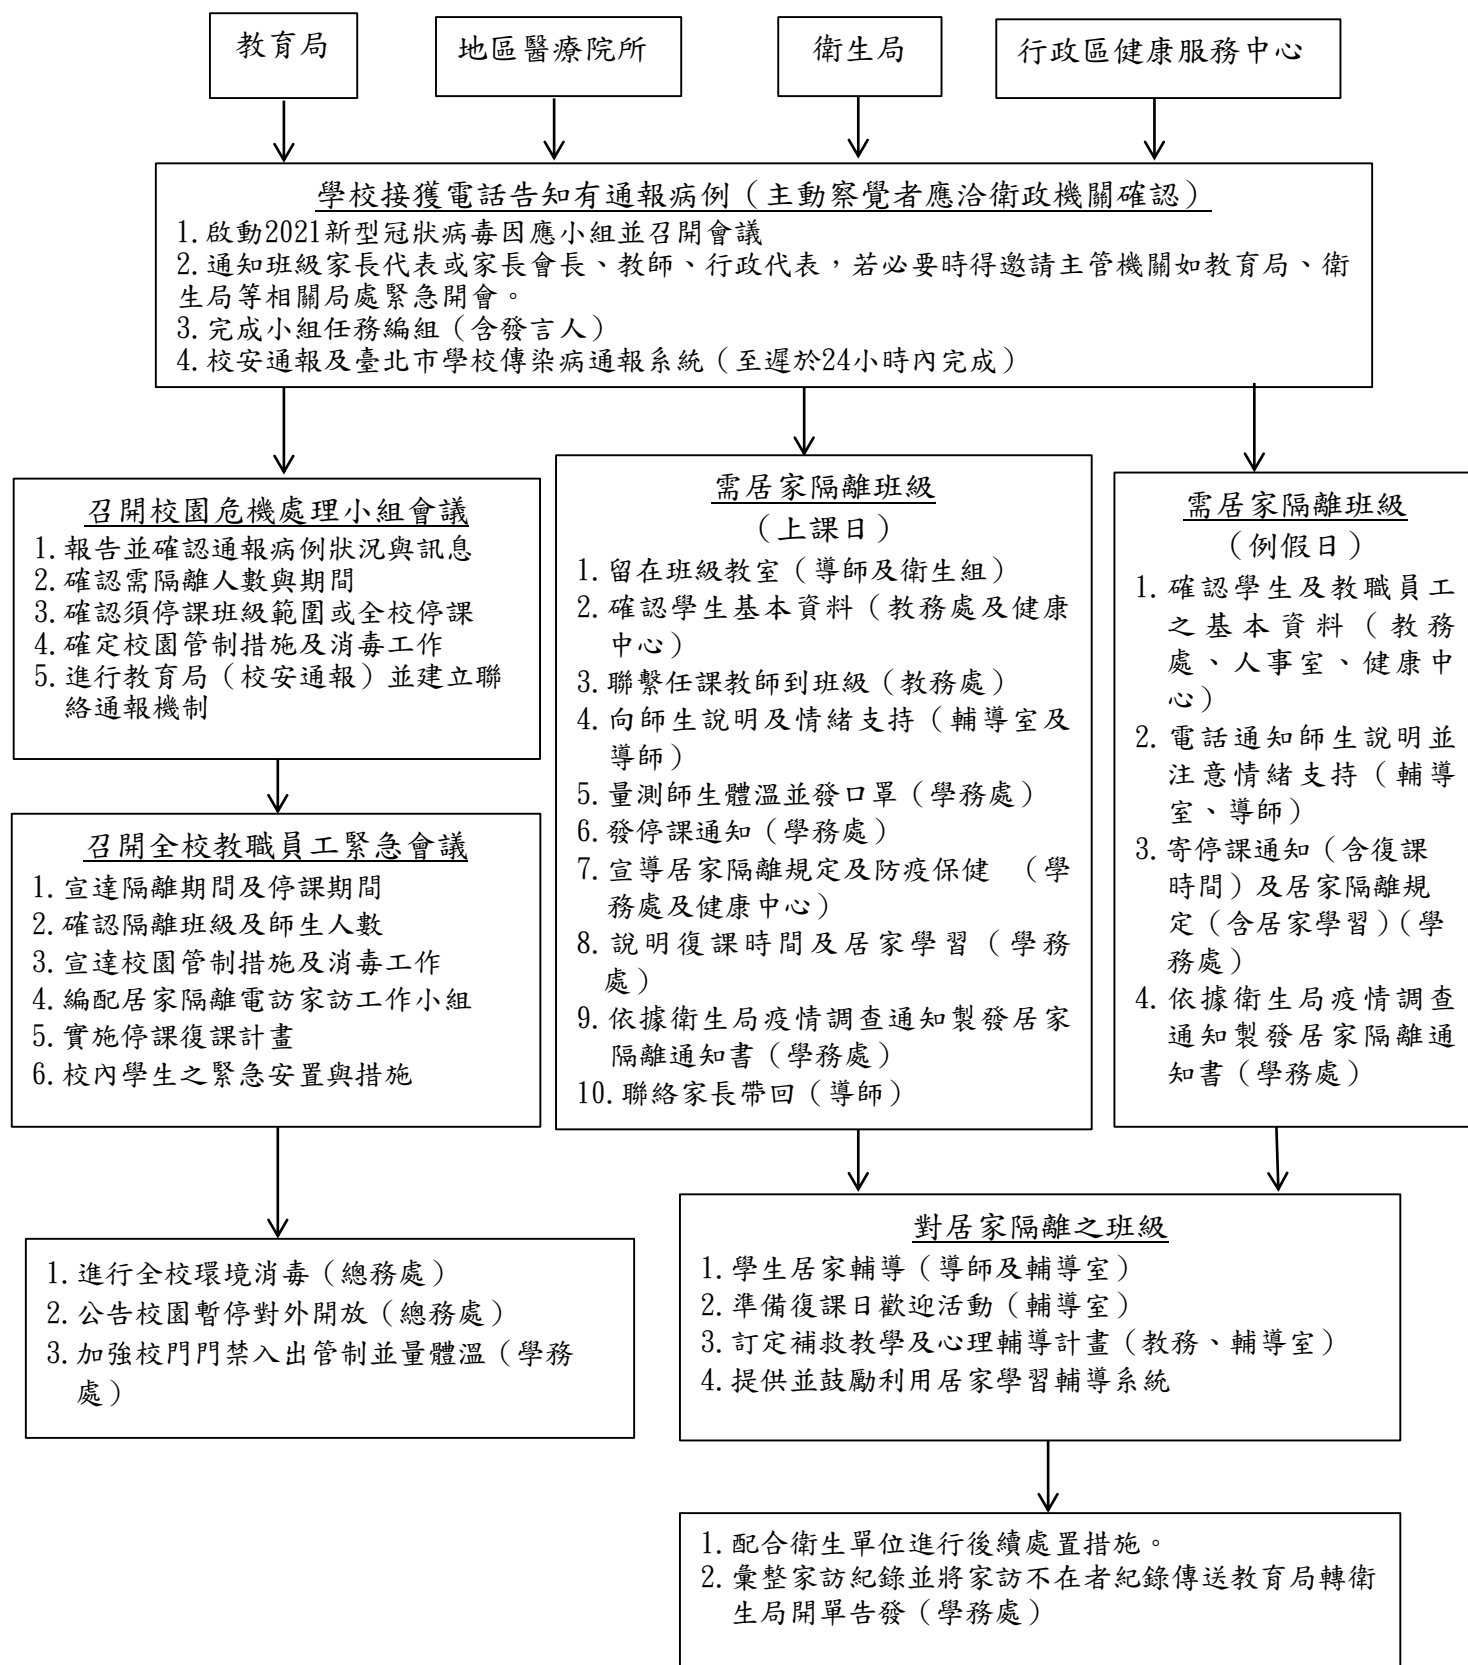 教育局
地區醫療院所
衛生局
行政區健康服務中心
學校接獲電話告知有通報病例（主動察覺者應洽衛政機關確認）
1.啟動2021新型冠狀病毒因應小組並召開會議
2.通知班級家長代表或家長會長、教師、行政代表，若必要時得邀請主管機關如教育局、衛
生局等相關局處緊急開會。
3.完成小組任務編組（含發言人）
4.校安通報及臺北市學校傳染病通報系統（至遲於24小時內完成）
召開校園危機處理小組會議
1.報告並確認通報病例狀況與訊息
2.確認需隔離人數與期間
3.確認須停課班級範圍或全校停課
4.確定校園管制措施及消毒工作
5.進行教育局（校安通報）並建立聯
絡通報機制
召開全校教職員工緊急會議
1.宣達隔離期間及停課期間
2.確認隔離班級及師生人數
3.宣達校園管制措施及消毒工作
4.編配居家隔離電訪家訪工作小組
5.實施停課復課計畫
6.校內學生之緊急安置與措施
1.進行全校環境消毒（總務處）
2.公告校園暫停對外開放（總務處）
3.加強校門門禁入出管制並量體溫（學務
處）
需居家隔離班級
（上課日）
1.留在班級教室（導師及衛生組）
2.確認學生基本資料（教務處及健康
中心）
3.聯繫任課教師到班級（教務處）
4.向師生說明及情緒支持（輔導室及
導師）
5.量測師生體溫並發口罩（學務處）
6.發停課通知（學務處）
7.宣導居家隔離規定及防疫保健 （學
務處及健康中心）
8.說明復課時間及居家學習（學務
處）
9.依據衛生局疫情調查通知製發居家
隔離通知書（學務處）
10.聯絡家長帶回（導師）
需居家隔離班級
（例假日）
1.確認學生及教職員工
之基本資料（教務
處、人事室、健康中
心）
2.電話通知師生說明並
注意情緒支持（輔導
室、導師）
3.寄停課通知（含復課
時間）及居家隔離規
定（含居家學習)（學
務處）
4.依據衛生局疫情調查
通知製發居家隔離通
知書（學務處）
對居家隔離之班級
1.學生居家輔導（導師及輔導室）
2.準備復課日歡迎活動（輔導室）
3.訂定補救教學及心理輔導計畫（教務、輔導室）
4.提供並鼓勵利用居家學習輔導系統
1.配合衛生單位進行後續處置措施。
2.彙整家訪紀錄並將家訪不在者紀錄傳送教育局轉衛
生局開單告發（學務處）